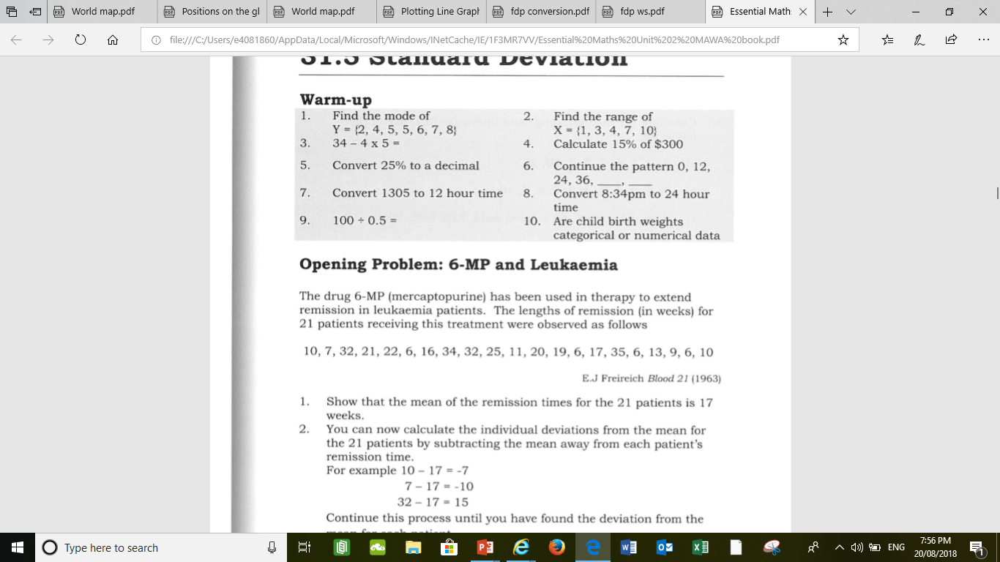 World map.pdf
Positions on the gl
World map.pdf
Plotting Line Grapl
fdp conversion.pdf
fdp ws.pdf
Essential Math
file:///C:/Users/e4081860/AppData/Local/Microsoft/Windows/INetCache/IE/1F3MR7VV/Essential%20Maths%20Unit%202%20MAWA%20book.pdf
31.3 Standard Deviation
Warm-up
1. Find the mode of
Y = {2, 4, 5, 5, 6, 7, 8}
2. Find the range of
X = {1, 3, 4, 7, 10}
3. 34 – 4 x 5 =
4. Calculate 15% of $300
5. Convert 25% to a decimal
6. Continue the pattern 0, 12,
24, 36, ____, ____
7. Convert 1305 to 12 hour time
8. Convert 8:34pm to 24 hour
time
9. 100 ÷ 0.5 =
10. Are child birth weights
categorical or numerical data
Opening Problem: 6-MP and Leukaemia
The drug 6-MP (mercaptopurine) has been used in therapy to extend
remission in leukaemia patients. The lengths of remission (in weeks) for
21 patients receiving this treatment were observed as follows
10, 7, 32, 21, 22, 6, 16, 34, 32, 25, 11, 20, 19, 6, 17, 35, 6, 13, 9, 6, 10
E.J Freireich Blood 21 (1963)
1. Show that the mean of the remission times for the 21 patients is 17
weeks.
2. You can now calculate the individual deviations from the mean for
the 21 patients by subtracting the mean away from each patient's
remission time.
For example 10 – 17 = -7
7 – 17 = -10
32 – 17 = 15
Continue this process until you have found the deviation from the
Type here to search
ENG
7:56 PM
20/08/2018
1